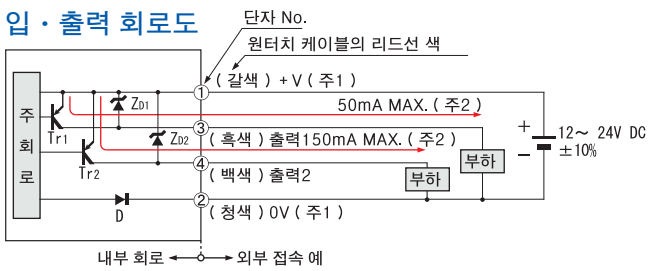 입 · 출력 회로도
단자 No.
원터치 케이블의 리드선 색
① ( 갈색 ) + V ( 주1 )
50mA MAX. ( 주2 )
ZD1
Tr1
③ ( 흑색 ) 출력150mA MAX. ( 주2 )
ZD2
Tr2
④ ( 백색 ) 출력2
② ( 청색 ) 0V ( 주1 )
D
주회로
부하
부하
+
−
12∼ 24V DC
±10%
내부 회로
외부 접속 예